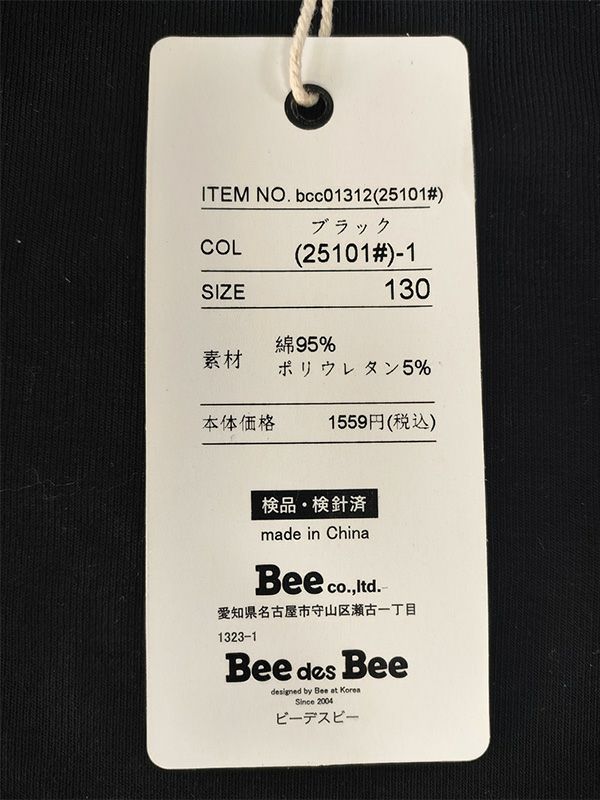 ITEM NO. bcc01312(25101#)
ブラック
COL (25101#)-1
SIZE 130
綿95%
素材 ポリウレタン5%
本体価格 1559円(税込)
検品・検針済
made in China
Bee co.,ltd.
愛知県名古屋市守山区瀬古一丁目
1323-1
Bee des Bee
designed by Bee at Korea
Since 2004
ビーデスビー